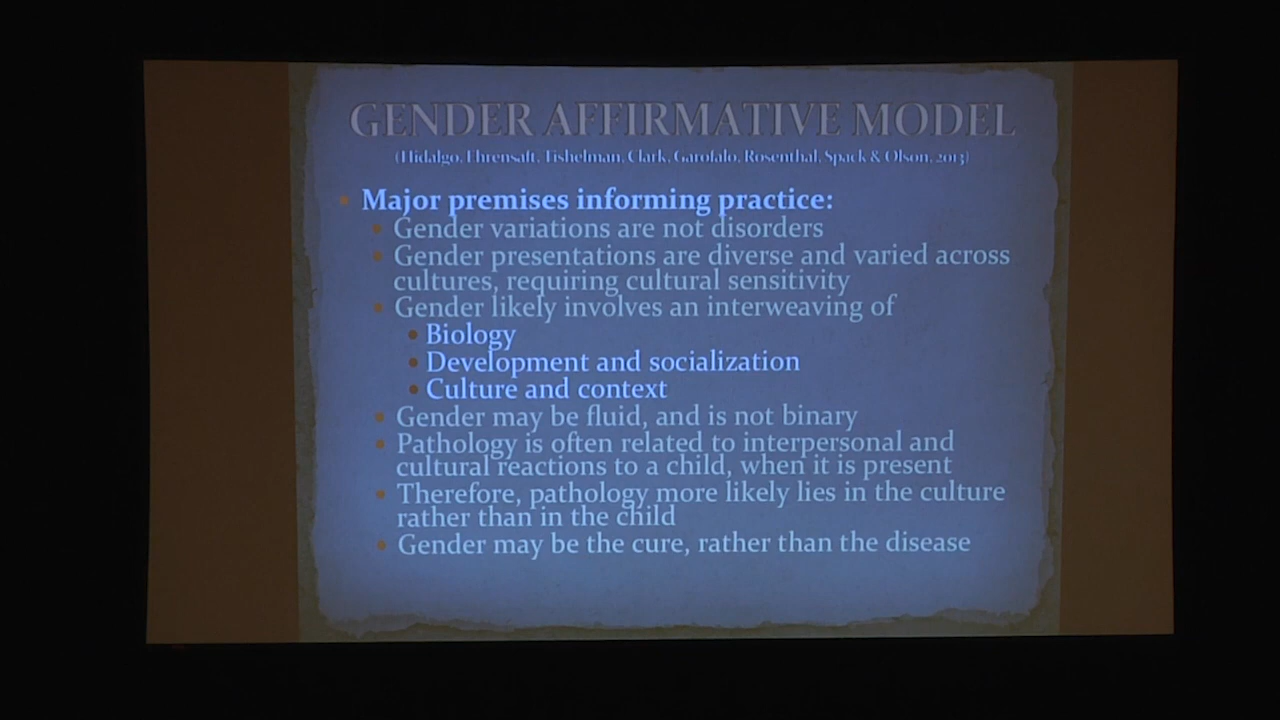 GENDER AFFIRMATIVE MODEL
(Hidalgo, Ehrensaft, Tishelman, Clark, Garofalo, Rosenthal, Spack & Olson, 2013)
• Major premises informing practice:
• Gender variations are not disorders
• Gender presentations are diverse and varied across
cultures, requiring cultural sensitivity
• Gender likely involves an interweaving of
• Biology
• Development and socialization
• Culture and context
• Gender may be fluid, and is not binary
• Pathology is often related to interpersonal and
cultural reactions to a child, when it is present
• Therefore, pathology more likely lies in the culture
rather than in the child
• Gender may be the cure, rather than the disease